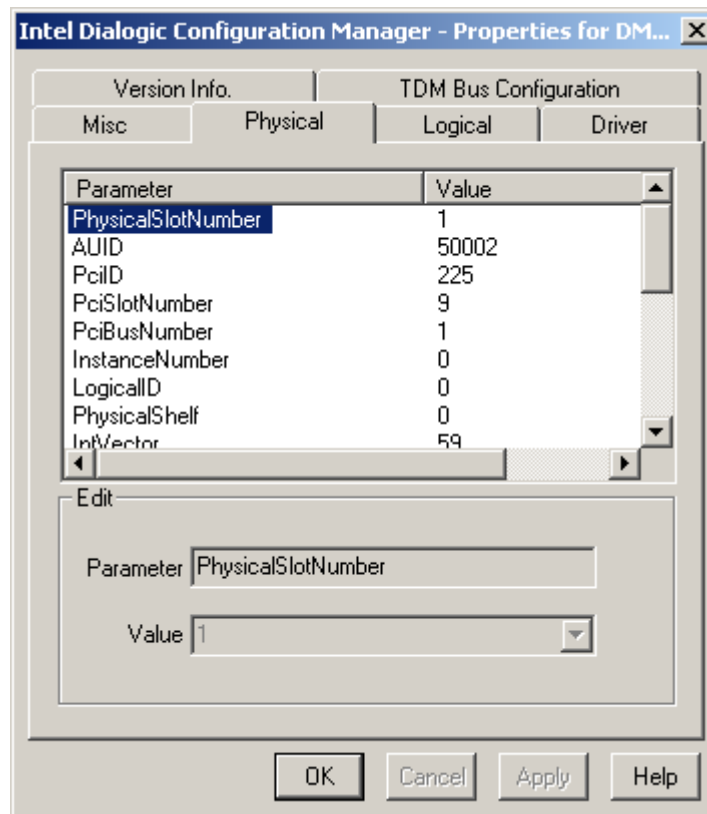 Intel Dialogic Configuration Manager - Properties for DM...
Version Info. TDM Bus Configuration
Misc Physical Logical Driver
Parameter Value
PhysicalSlotNumber 1
AUID 50002
PciID 225
PciSlotNumber 9
PciBusNumber 1
InstanceNumber 0
LogicalID 0
PhysicalShelf 0
IntVector 59
Edit
Parameter PhysicalSlotNumber
Value 1
OK Cancel Apply Help